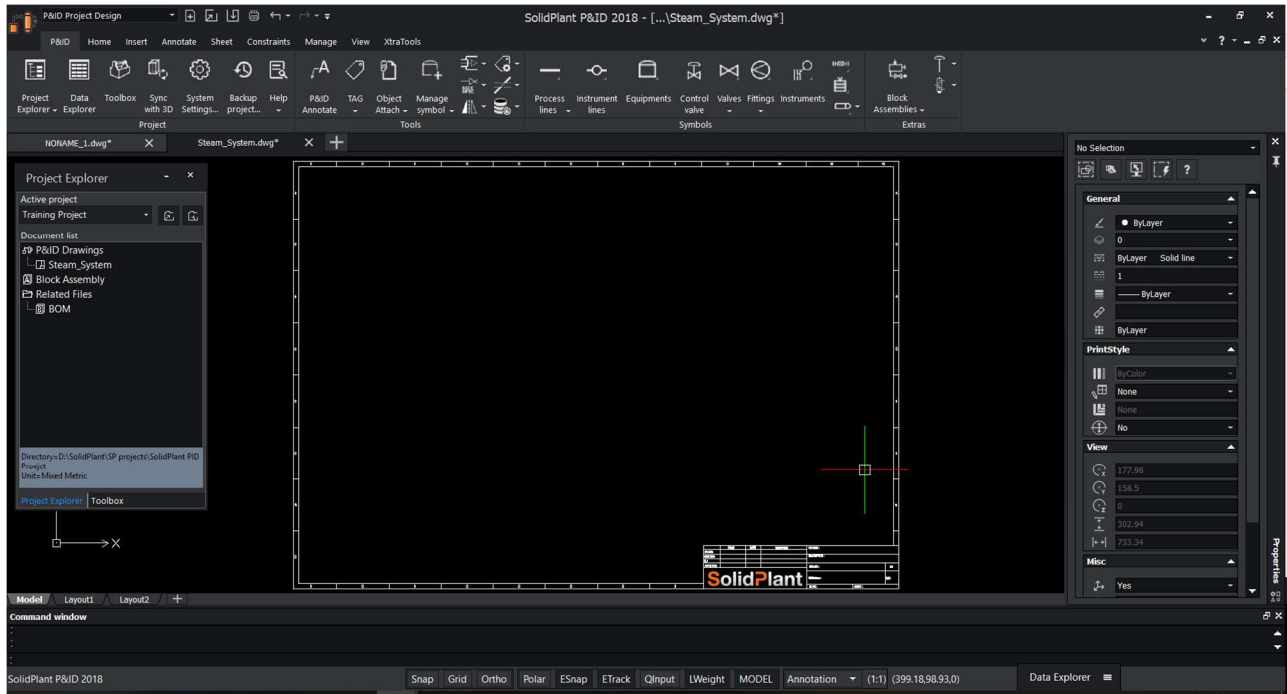 P&ID Project Design
SolidPlant P&ID 2018 - [...\Steam_System.dwg*]
P&ID Home Insert Annotate Sheet Constraints Manage View XtraTools
Project Explorer
Data Explorer
Toolbox
Sync with 3D
System Settings...
Backup project...
Help
P&ID Annotate
TAG
Object Attach
Manage symbol
Process lines
Instrument lines
Equipments
Control valve
Valves
Fittings
Instruments
Block Assemblies
Project
Tools
Symbols
Extras
NONAME_1.dwg*
Steam_System.dwg*
Project Explorer
Active project
Training Project
Document list
P&ID Drawings
Steam_System
Block Assembly
Related Files
BOM
Directory=D:\SolidPlant\SP projects\SolidPlant PID
Proejct
Unit=Mixed Metric
Project Explorer Toolbox
X
SolidPlant
No Selection
General
ByLayer
0
ByLayer Solid line
1
ByLayer
ByLayer
PrintStyle
ByColor
None
None
No
View
177.98
158.5
0
302.94
733.34
Misc
Yes
Properties
Model Layout1 Layout2
Command window
:
:
:
SolidPlant P&ID 2018
Snap Grid Ortho Polar ESnap ETrack QInput LWeight MODEL Annotation (1:1) (399.18,98.93,0)
Data Explorer